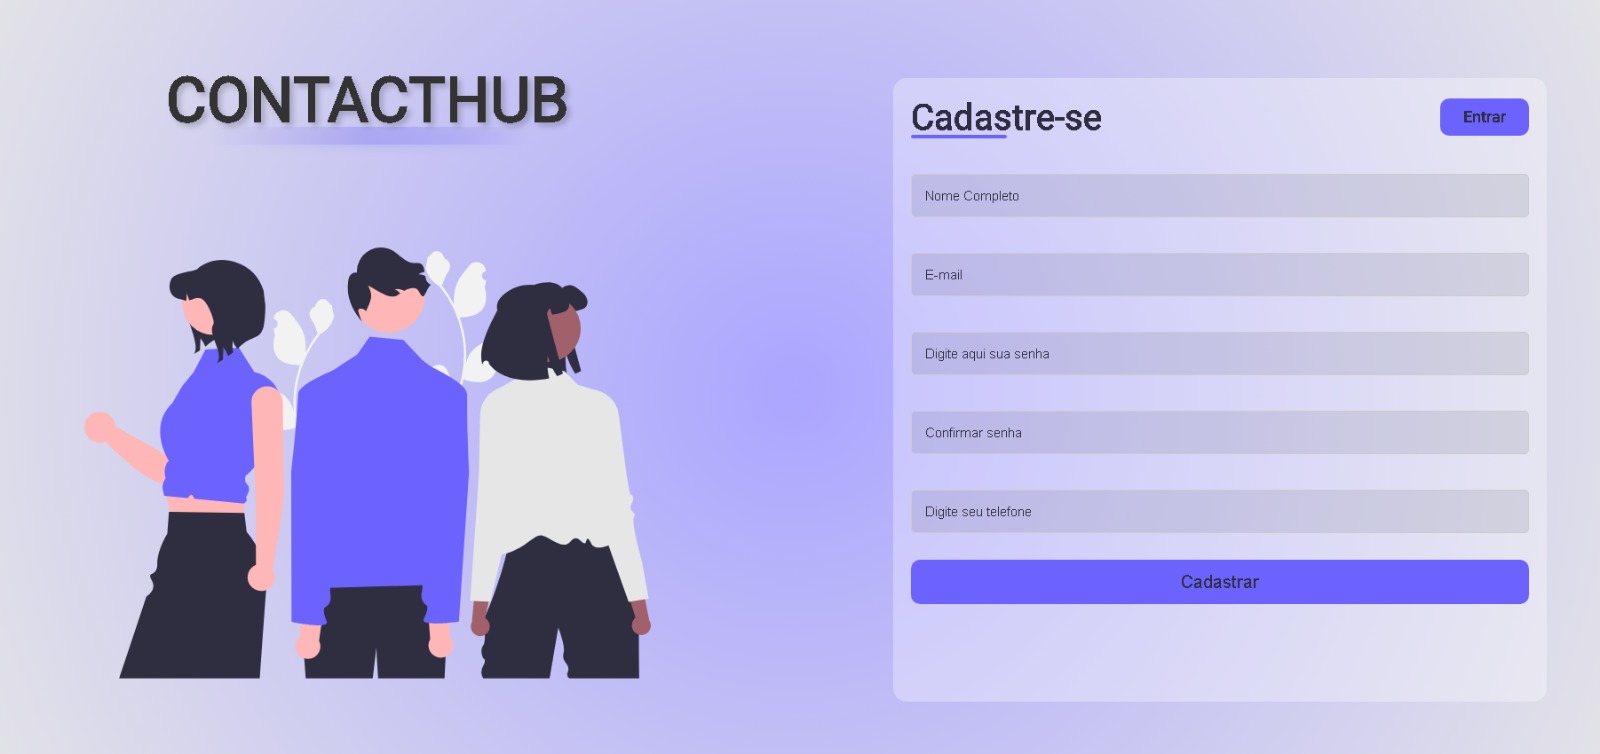 CONTACTHUB
Cadastre-se
Entrar
Nome Completo
E-mail
Digite aqui sua senha
Confirmar senha
Digite seu telefone
Cadastrar